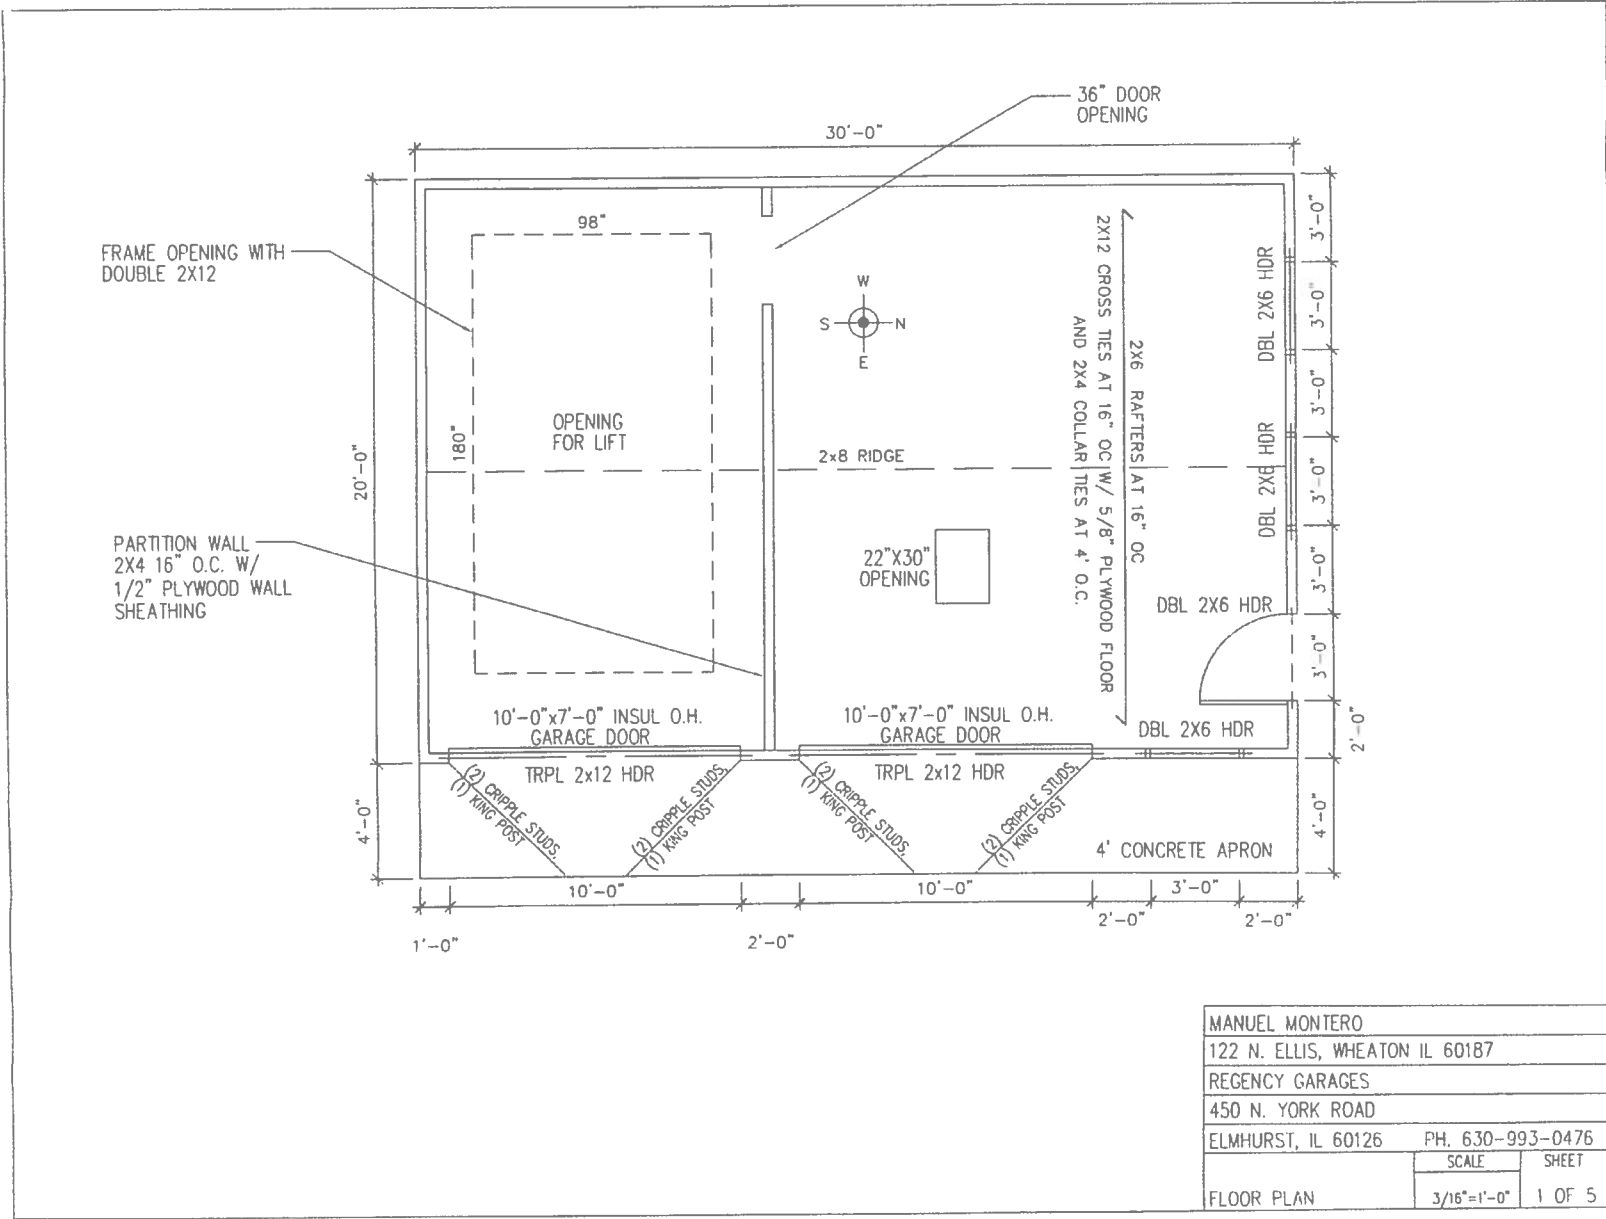 36" DOOR
OPENING
30'-0"
FRAME OPENING WITH
DOUBLE 2X12
98"
180"
OPENING
FOR LIFT
20'-0"
PARTITION WALL
2X4 16" O.C. W/
1/2" PLYWOOD WALL
SHEATHING
W
S N
E
2x8 RIDGE
22"X30"
OPENING
2X6 RAFTERS AT 16" OC
2X12 CROSS TIES AT 16" OC W/ 5/8" PLYWOOD FLOOR
AND 2X4 COLLAR TIES AT 4' O.C.
DBL 2X6 HDR
DBL 2X6 HDR
DBL 2X6 HDR
DBL 2X6 HDR
3'-0"
3'-0"
3'-0"
3'-0"
3'-0"
3'-0"
2'-0"
4'-0"
10'-0"x7'-0" INSUL O.H.
GARAGE DOOR
TRPL 2x12 HDR
10'-0"x7'-0" INSUL O.H.
GARAGE DOOR
TRPL 2x12 HDR
(2) CRIPPLE STUDS,
(1) KING POST
(2) CRIPPLE STUDS,
(1) KING POST
(2) CRIPPLE STUDS,
(1) KING POST
(2) CRIPPLE STUDS,
(1) KING POST
4' CONCRETE APRON
4'-0"
1'-0"
10'-0"
2'-0"
10'-0"
2'-0"
3'-0"
2'-0"
MANUEL MONTERO
122 N. ELLIS, WHEATON IL 60187
REGENCY GARAGES
450 N. YORK ROAD
ELMHURST, IL 60126 PH. 630-993-0476
SCALE SHEET
FLOOR PLAN 3/16"=1'-0" 1 OF 5